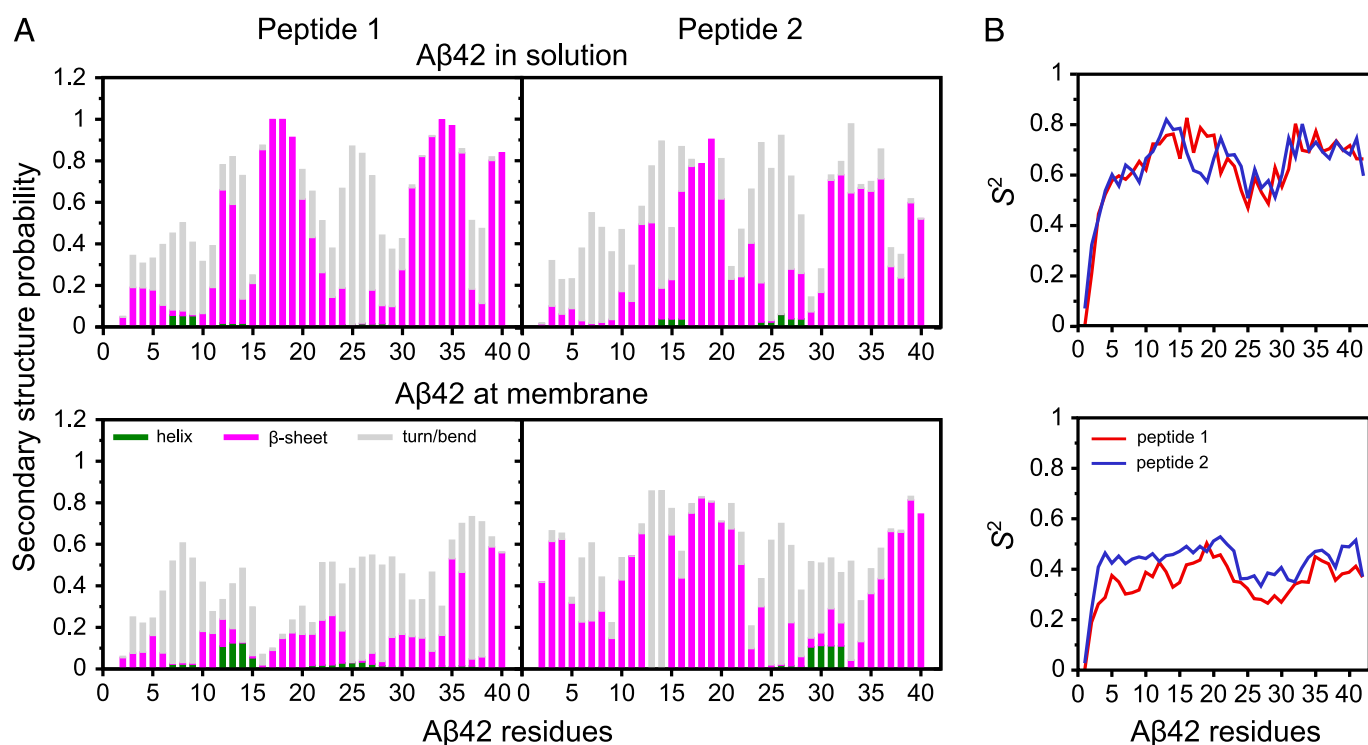 A
Peptide 1
Peptide 2
B
Aβ42 in solution
Secondary structure probability
1.2
1
0.8
0.6
0.4
0.2
0
0 5 10 15 20 25 30 35 40
0 5 10 15 20 25 30 35 40
S²
1
0.8
0.6
0.4
0.2
0
0 5 10 15 20 25 30 35 40
Aβ42 at membrane
helix
β-sheet
turn/bend
1.2
1
0.8
0.6
0.4
0.2
0
0 5 10 15 20 25 30 35 40
0 5 10 15 20 25 30 35 40
Aβ42 residues
S²
peptide 1
peptide 2
1
0.8
0.6
0.4
0.2
0
0 5 10 15 20 25 30 35 40
Aβ42 residues